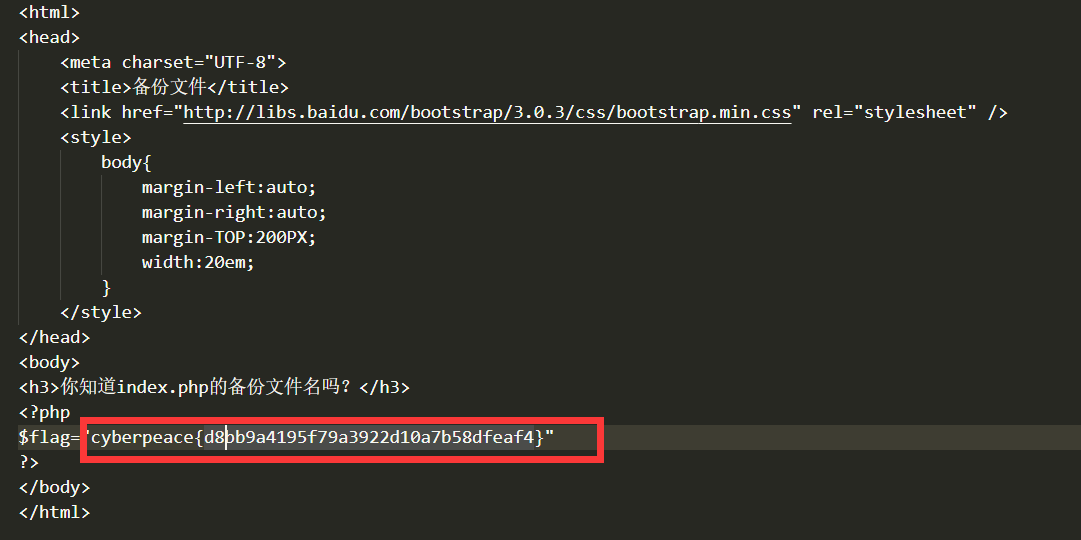 <html>
<head>
<meta charset="UTF-8">
<title>备份文件</title>
<link href="http://libs.baidu.com/bootstrap/3.0.3/css/bootstrap.min.css" rel="stylesheet" />
<style>
body{
margin-left:auto;
margin-right:auto;
margin-TOP:200PX;
width:20em;
}
</style>
</head>
<body>
<h3>你知道index.php的备份文件名吗？</h3>
<?php
$flag="cyberpeace{d8bb9a4195f79a3922d10a7b58dfeaf4}"
?>
</body>
</html>